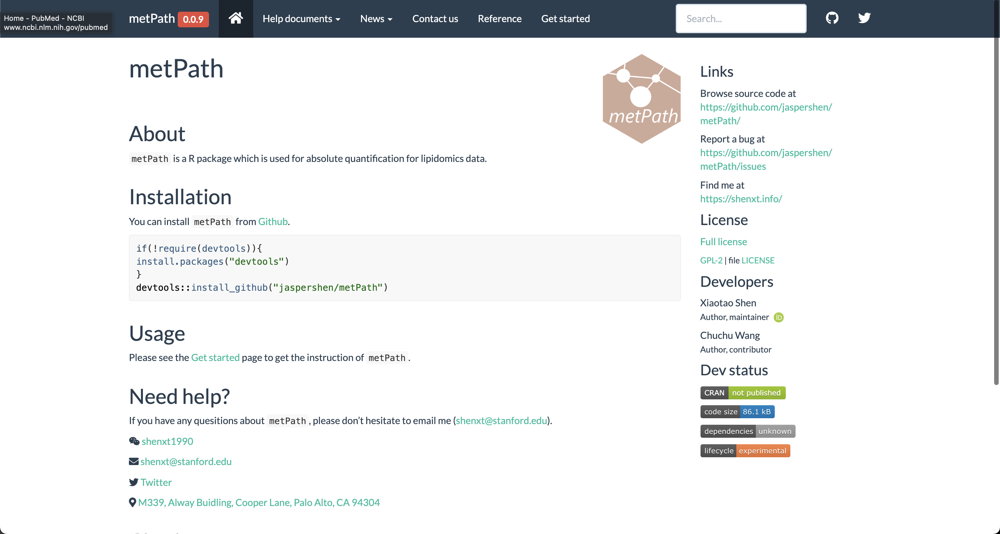 Home - PubMed - NCBI
www.ncbi.nlm.nih.gov/pubmed
metPath 0.0.9 Help documents News Contact us Reference Get started Search...
metPath
metPath
About
metPath is a R package which is used for absolute quantification for lipidomics data.
Installation
You can install metPath from Github.
if(!require(devtools)){
install.packages("devtools")
}
devtools::install_github("jaspershen/metPath")
Usage
Please see the Get started page to get the instruction of metPath.
Need help?
If you have any quesitions about metPath, please don’t hesitate to email me (shenxt@stanford.edu).
shenxt1990
shenxt@stanford.edu
Twitter
M339, Alway Buidling, Cooper Lane, Palo Alto, CA 94304
Links
Browse source code at
https://github.com/jaspershen/
metPath/
Report a bug at
https://github.com/jaspershen/
metPath/issues
Find me at
https://shenxt.info/
License
Full license
GPL-2 | file LICENSE
Developers
Xiaotao Shen
Author, maintainer iD
Chuchu Wang
Author, contributor
Dev status
CRAN not published
code size 86.1 kB
dependencies unknown
lifecycle experimental